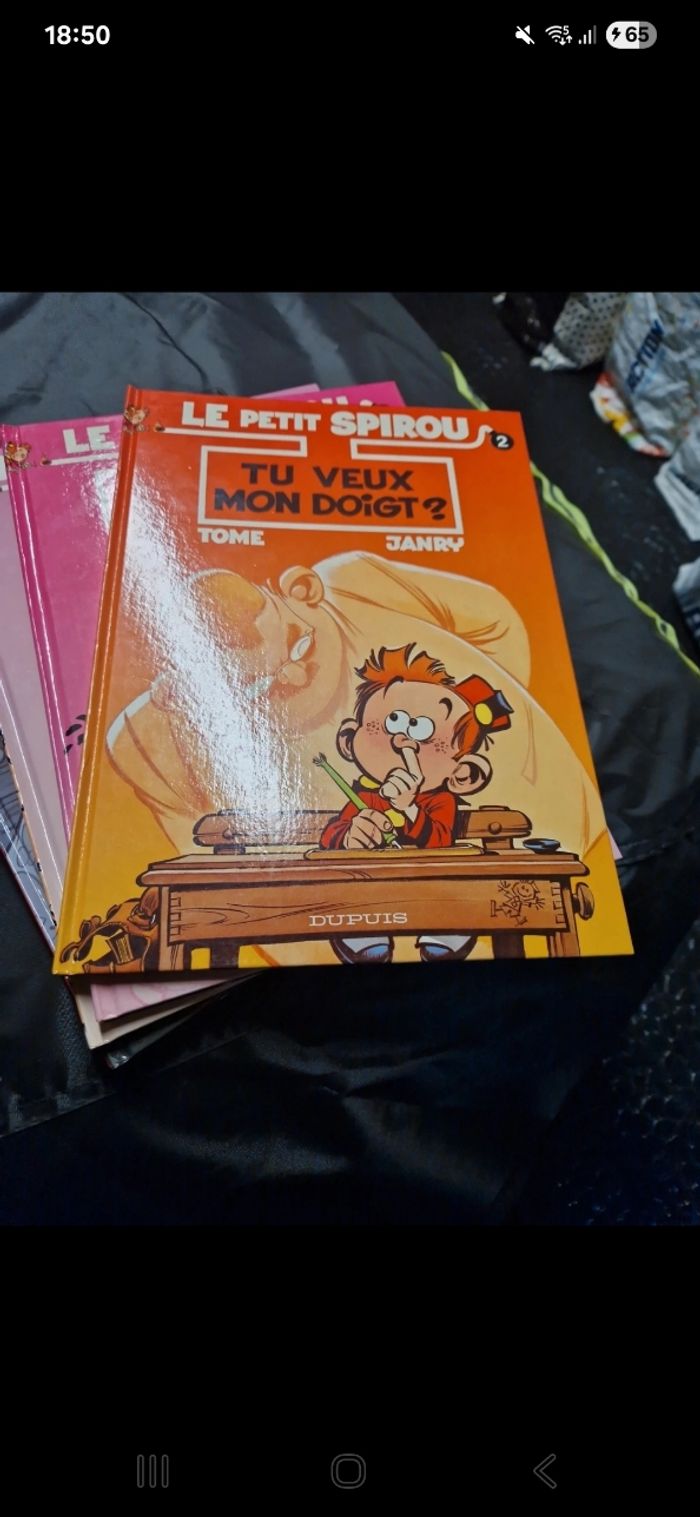 18:50
65
LE PETIT SPIROU
2
TU VEUX
MON DOIGT?
TOME
JANRY
LE
DUPUIS